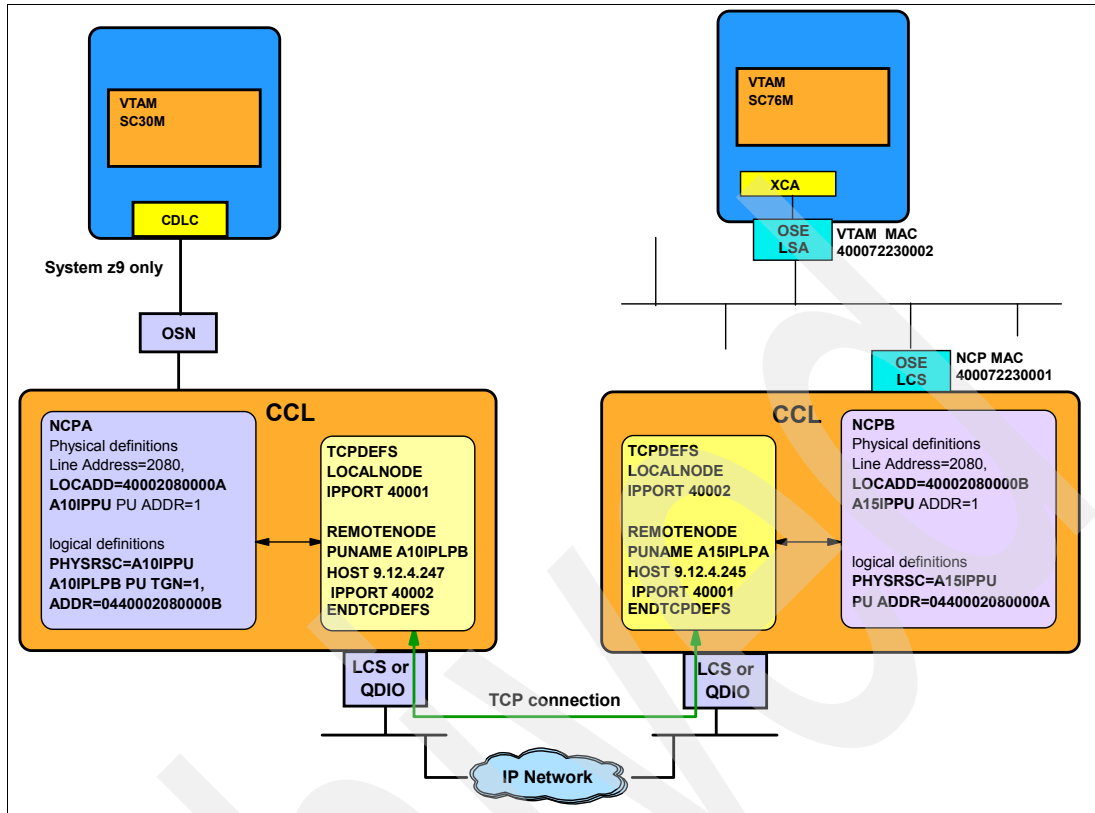 VTAM
SC30M
CDLC
System z9 only
OSN
VTAM
SC76M
XCA
OSE
LSA
VTAM MAC
400072230002
OSE
LCS
NCP MAC
400072230001
CCL
NCPA
Physical definitions
Line Address=2080,
LOCADD=40002080000A
A10IPPU PU ADDR=1
logical definitions
PHYSRSC=A10IPPU
A10IPLPB PU TGN=1,
ADDR=0440002080000B
TCPDEFS
LOCALNODE
IPPORT 40001
REMOTENODE
PUNAME A10IPLPB
HOST 9.12.4.247
IPPORT 40002
ENDTCPDEFS
CCL
TCPDEFS
LOCALNODE
IPPORT 40002
REMOTENODE
PUNAME A15IPLPA
HOST 9.12.4.245
IPPORT 40001
ENDTCPDEFS
NCPB
Physical definitions
Line Address=2080,
LOCADD=40002080000B
A15IPPU PU ADDR=1
logical definitions
PHYSRSC=A15IPPU
PU ADDR=0440002080000A
LCS or
QDIO
LCS or
QDIO
TCP connection
IP Network